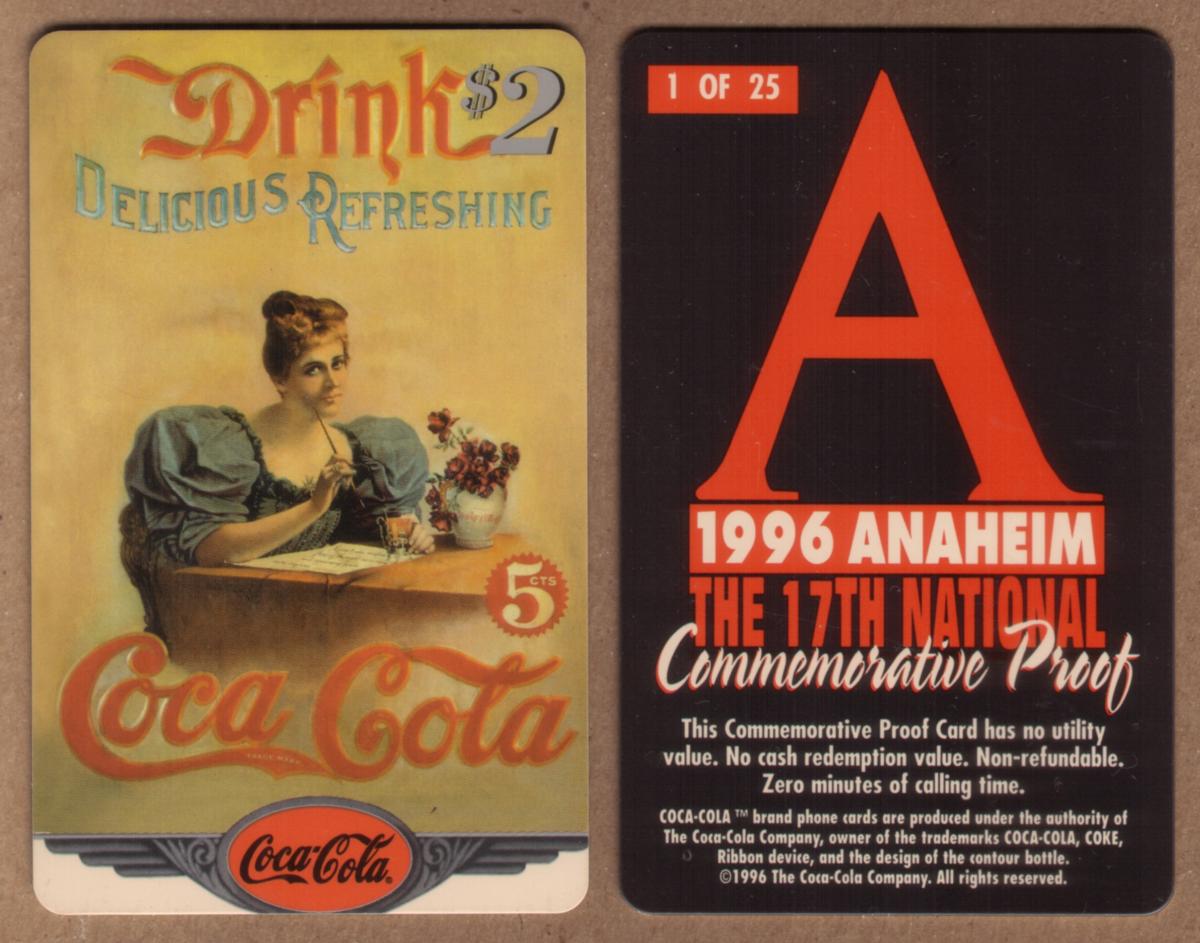 Drink $2
DELICIOUS REFRESHING
5 CTS
Coca Cola
TRADE MARK
Coca-Cola®
1 OF 25
A
1996 ANAHEIM
THE 17TH NATIONAL
Commemorative Proof
This Commemorative Proof Card has no utility
value. No cash redemption value. Non-refundable.
Zero minutes of calling time.
COCA-COLA ™ brand phone cards are produced under the authority of
The Coca-Cola Company, owner of the trademarks COCA-COLA, COKE,
Ribbon device, and the design of the contour bottle.
©1996 The Coca-Cola Company. All rights reserved.